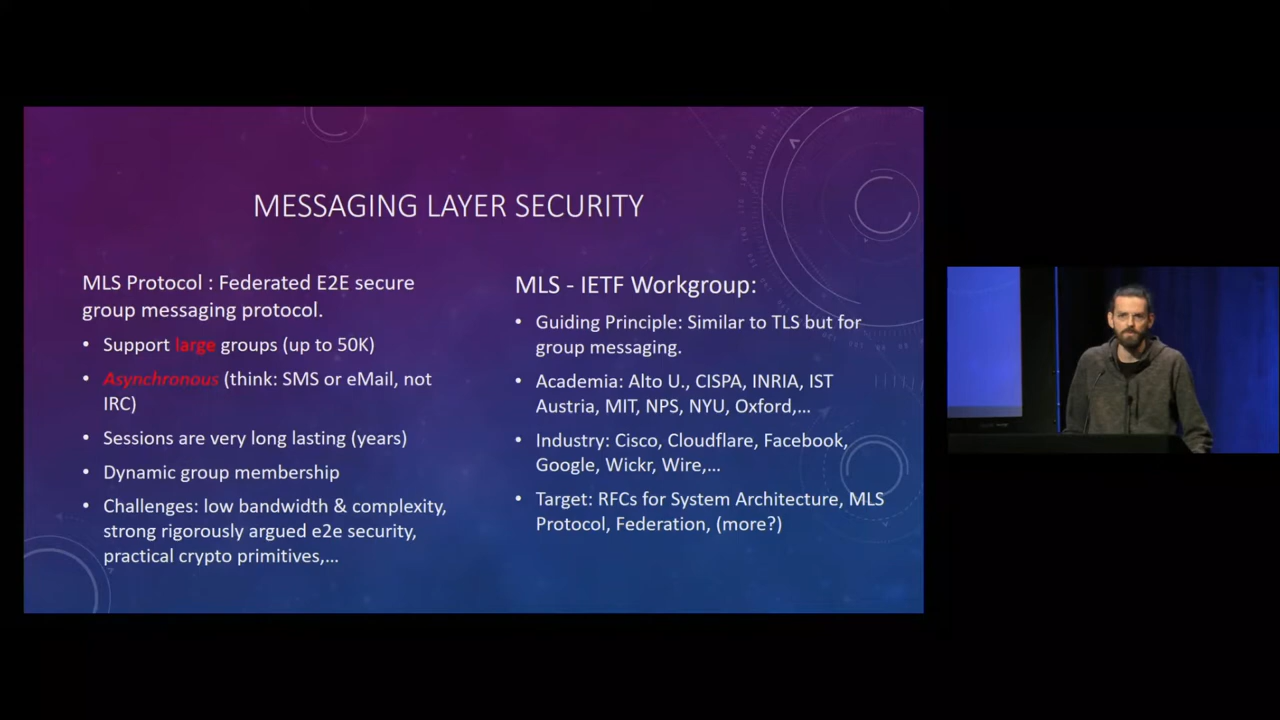 MESSAGING LAYER SECURITY
MLS Protocol : Federated E2E secure
group messaging protocol.
• Support large groups (up to 50K)
• Asynchronous (think: SMS or eMail, not
IRC)
• Sessions are very long lasting (years)
• Dynamic group membership
• Challenges: low bandwidth & complexity,
strong rigorously argued e2e security,
practical crypto primitives,...
MLS - IETF Workgroup:
• Guiding Principle: Similar to TLS but for
group messaging.
• Academia: Alto U., CISPA, INRIA, IST
Austria, MIT, NPS, NYU, Oxford,...
• Industry: Cisco, Cloudflare, Facebook,
Google, Wickr, Wire,...
• Target: RFCs for System Architecture, MLS
Protocol, Federation, (more?)